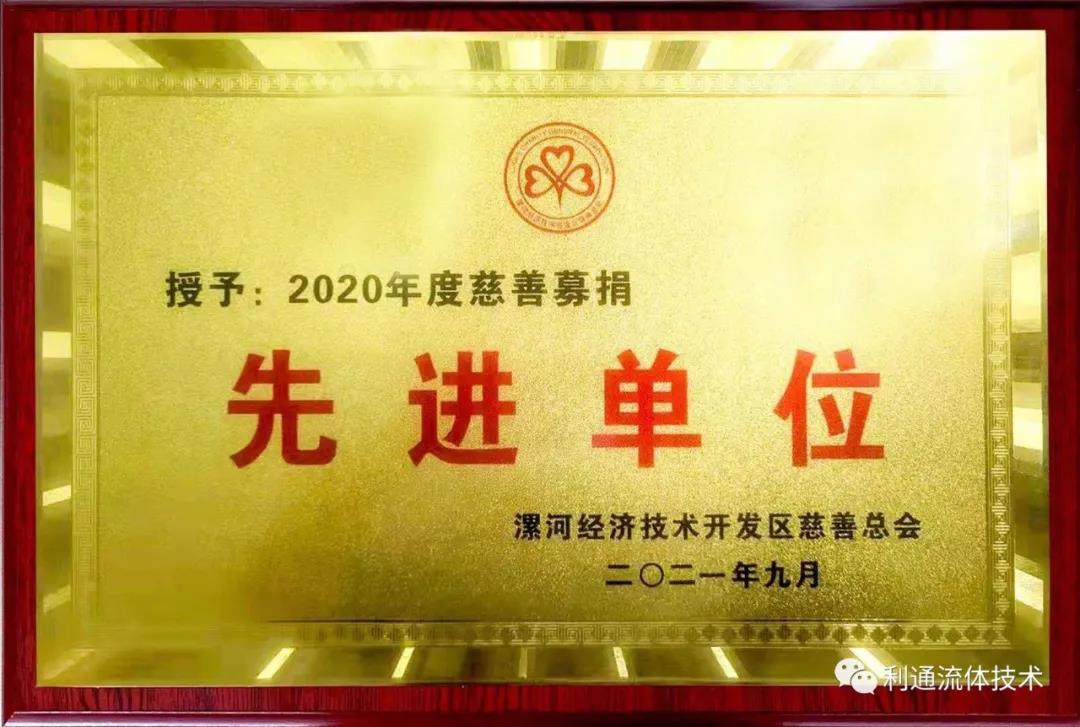 授予：2020年度慈善募捐
先进单位
漯河经济技术开发区慈善总会
二〇二一年九月
利通流体技术